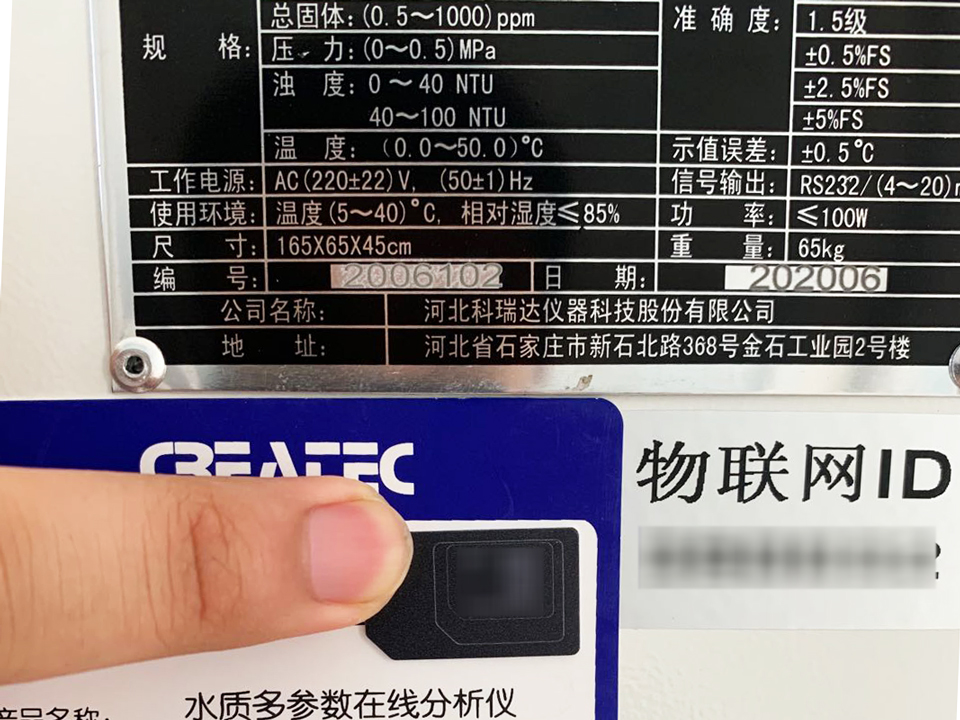 总固体:(0.5～1000)ppm
准 确 度: 1.5级
规 格: 压 力:(0～0.5)MPa
±0.5%FS
浊 度: 0～40 NTU
±2.5%FS
40～100 NTU
±5%FS
温 度: (0.0～50.0)°C
示值误差: ±0.5°C
工作电源: AC(220±22)V, (50±1)Hz
信号输出: RS232/(4～20)
使用环境: 温度(5～40)°C, 相对湿度≤85%
功 率: ≤100W
尺 寸: 165X65X45cm
重 量: 65kg
编 号: 2006102
日 期: 202006
公司名称: 河北科瑞达仪器科技股份有限公司
地 址: 河北省石家庄市新石北路368号金石工业园2号楼
CREATEC
物联网ID
产品名称: 水质多参数在线分析仪